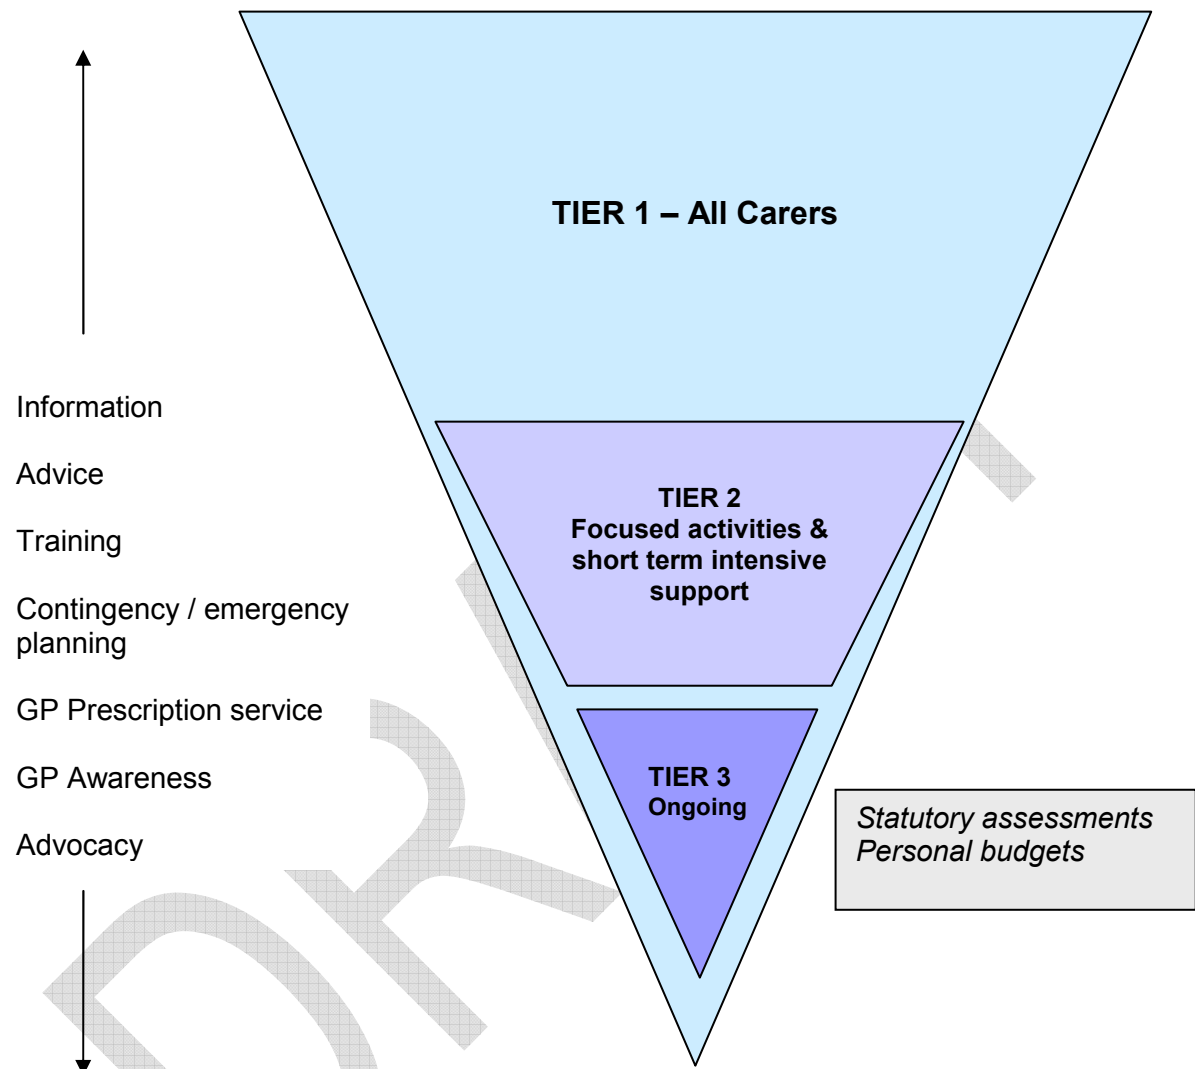 TIER 1 – All Carers
Information
Advice
Training
Contingency / emergency
planning
GP Prescription service
GP Awareness
Advocacy
TIER 2
Focused activities &
short term intensive
support
TIER 3
Ongoing
Statutory assessments
Personal budgets